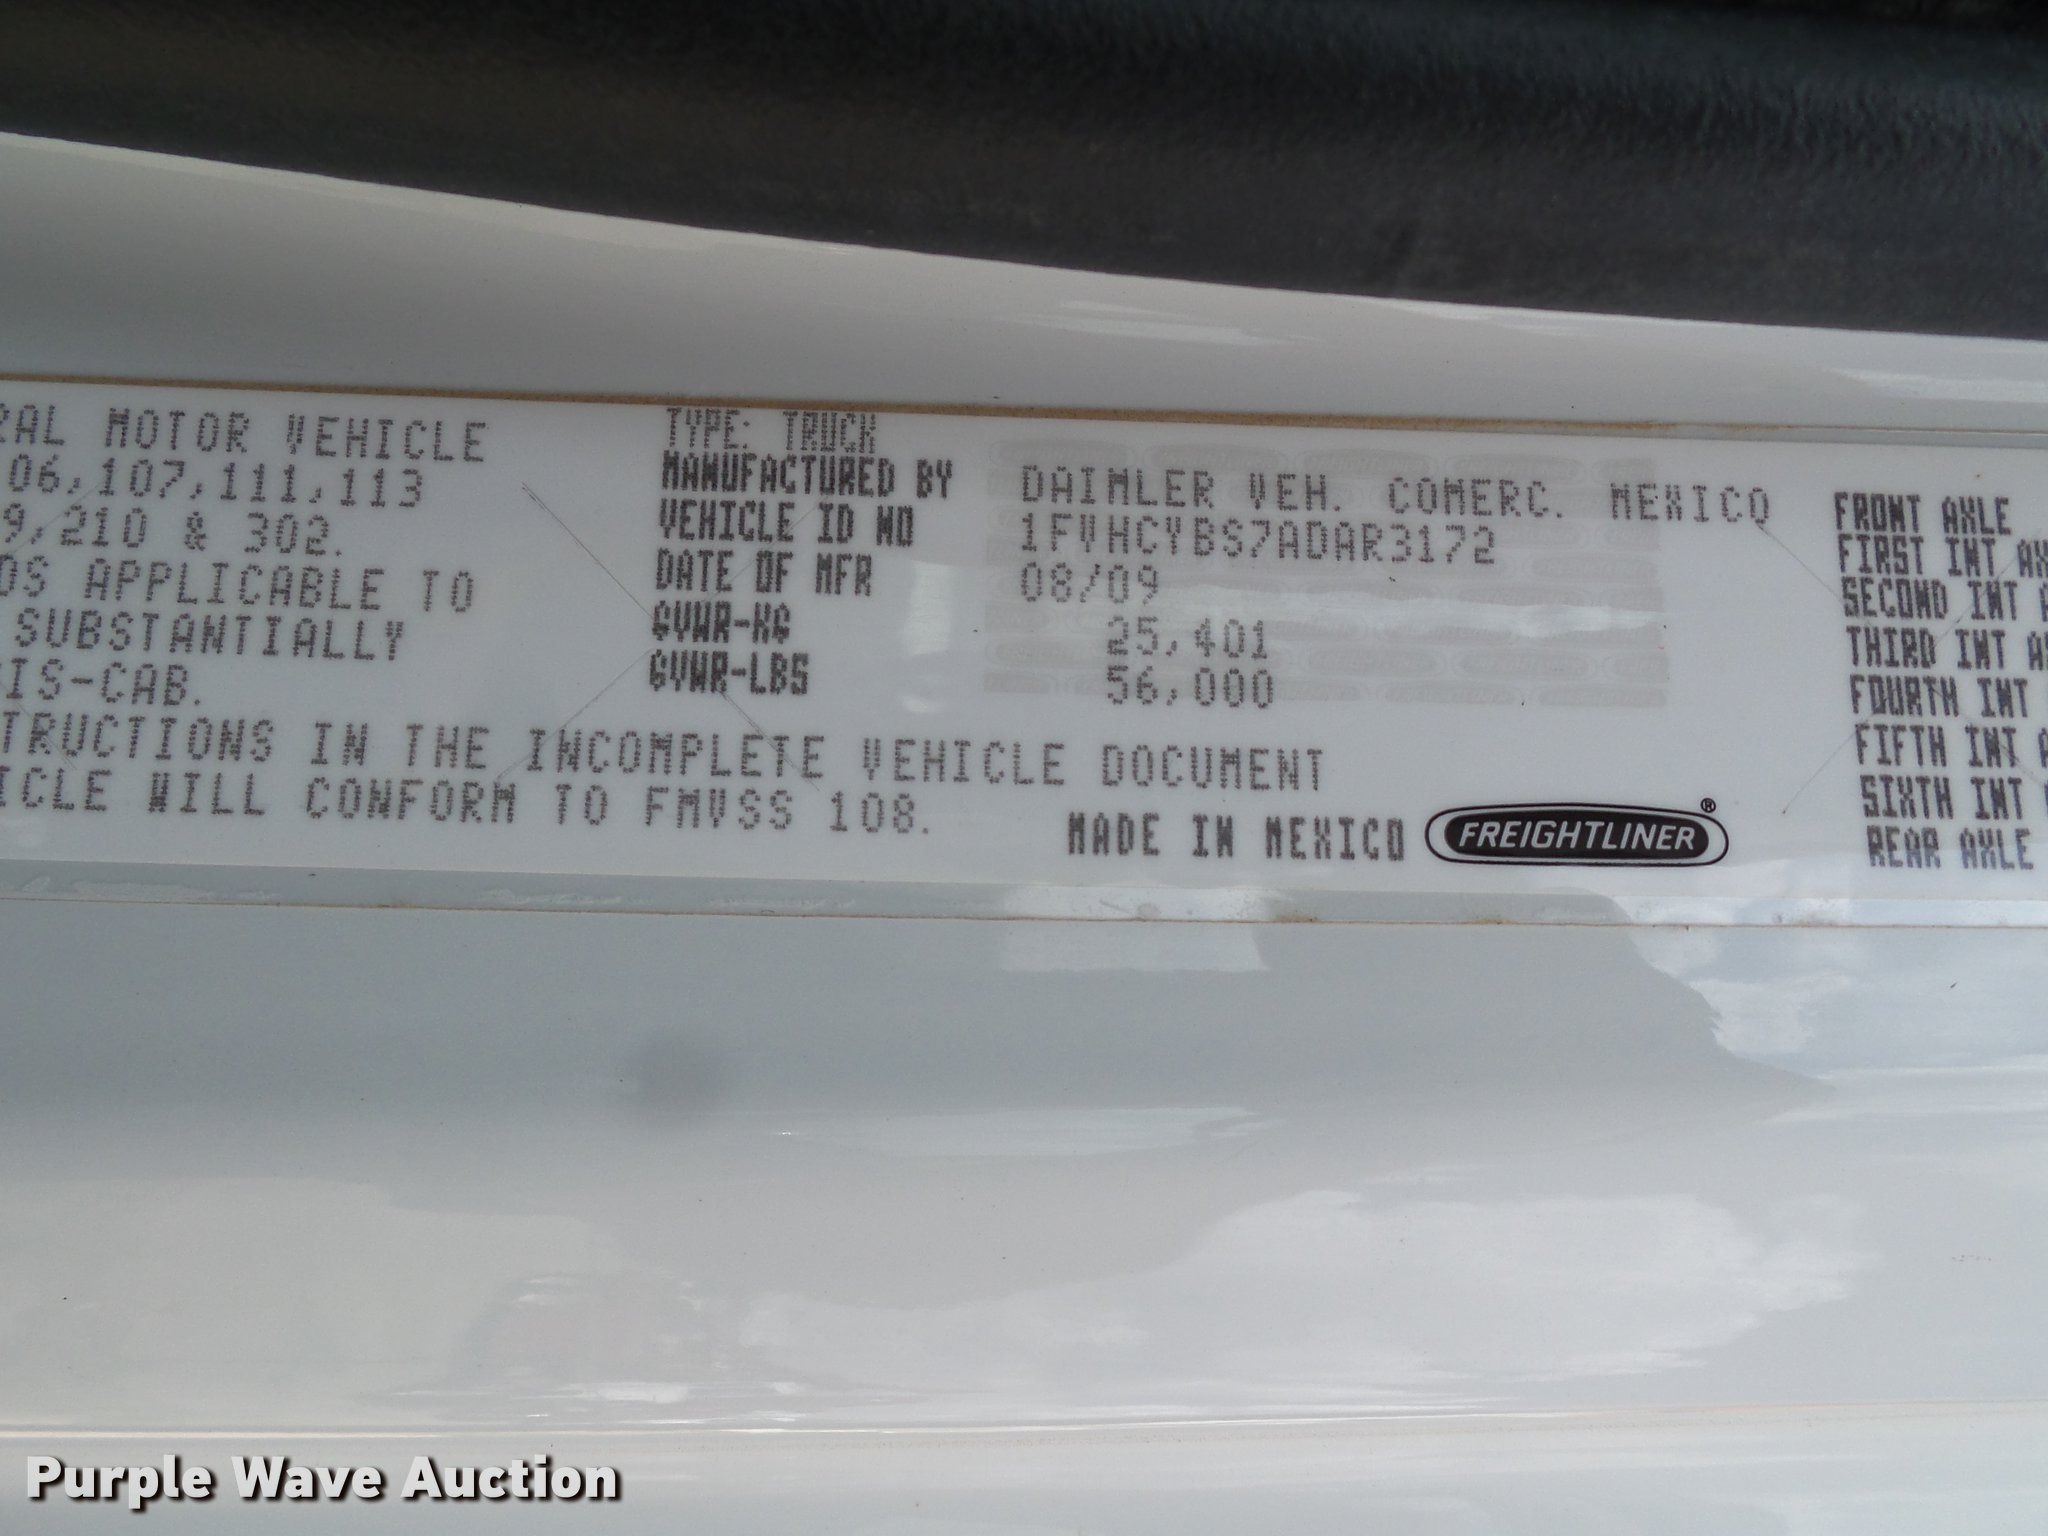 RAL MOTOR VEHICLE
06,107,111,113
9,210 & 302.
DS APPLICABLE TO
SUBSTANTIALLY
IS-CAB.
TRUCTIONS IN THE INCOMPLETE VEHICLE DOCUMENT
ICLE WILL CONFORM TO FMVSS 108.
TYPE: TRUCK
MANUFACTURED BY DAIMLER VEH. COMERC. MEXICO
VEHICLE ID NO 1FVHCYBS7ADAR3172
DATE OF MFR 08/09
GVWR-KG 25,401
GVWR-LBS 56,000
MADE IN MEXICO FREIGHTLINER®
FRONT AXLE
FIRST INT AX
SECOND INT A
THIRD INT A
FOURTH INT
FIFTH INT A
SIXTH INT
REAR AXLE
Purple Wave Auction